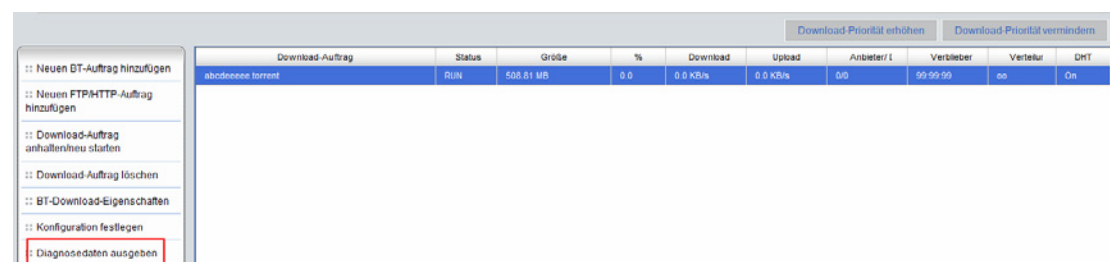 Download-Priorität erhöhen Download-Priorität vermindern
Download-Auftrag Status Größe % Download Upload Anbieter/ Verblieber Verteilur DHT
abcdeeeee.torrent RUN 508.81 MB 0.0 0.0 KB/s 0.0 KB/s 0/0 99:99:99 oo On
:: Neuen BT-Auftrag hinzufügen
:: Neuen FTP/HTTP-Auftrag
hinzufügen
:: Download-Auftrag
anhalten/neu starten
:: Download-Auftrag löschen
:: BT-Download-Eigenschaften
:: Konfiguration festlegen
:: Diagnosedaten ausgeben